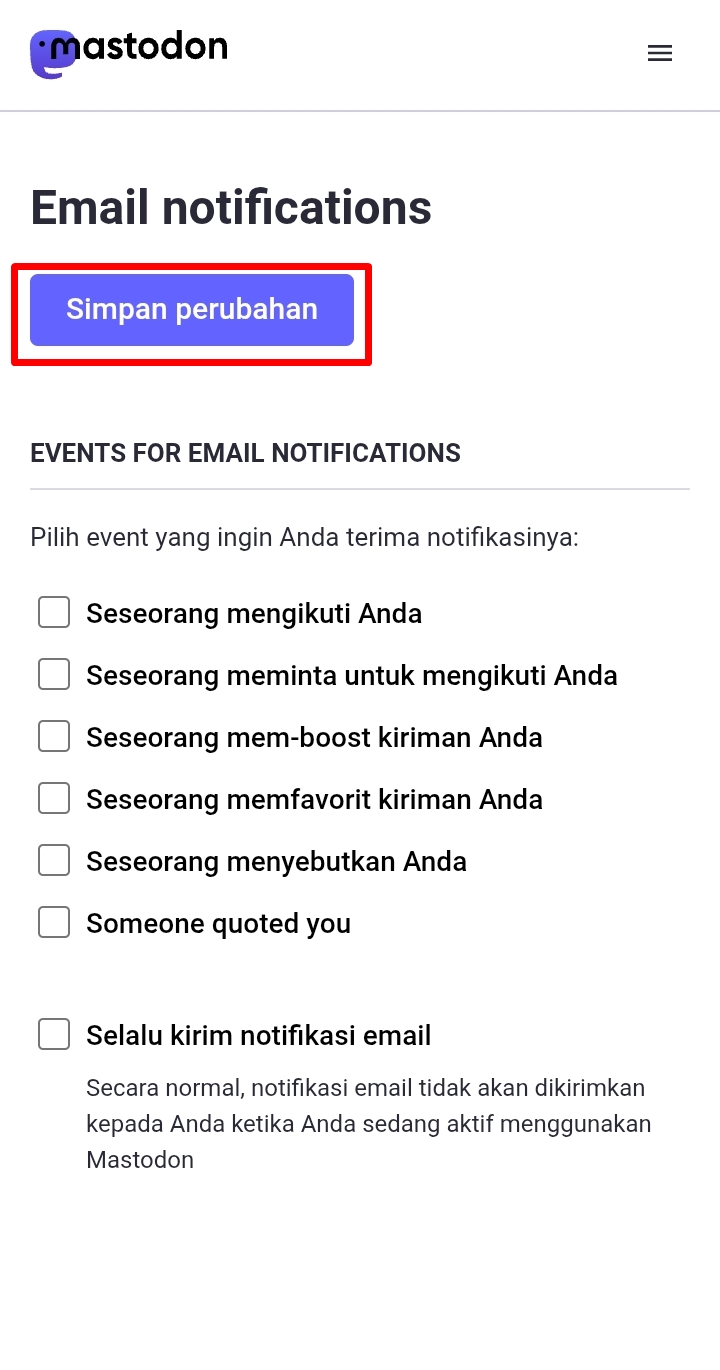 mastodon
Email notifications
Simpan perubahan
EVENTS FOR EMAIL NOTIFICATIONS
Pilih event yang ingin Anda terima notifikasinya:
Seseorang mengikuti Anda
Seseorang meminta untuk mengikuti Anda
Seseorang mem-boost kiriman Anda
Seseorang memfavorit kiriman Anda
Seseorang menyebutkan Anda
Someone quoted you
Selalu kirim notifikasi email
Secara normal, notifikasi email tidak akan dikirimkan
kepada Anda ketika Anda sedang aktif menggunakan
Mastodon